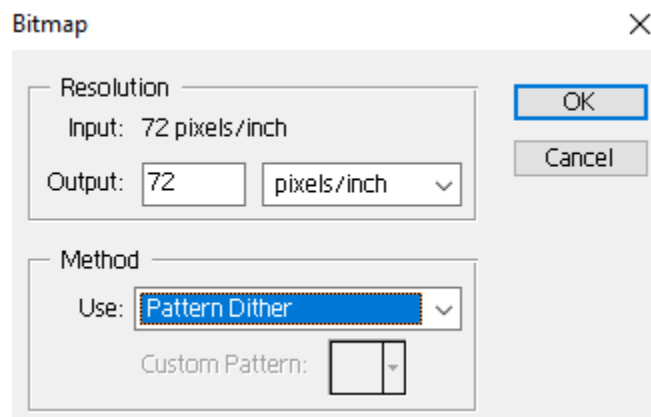 Bitmap
Resolution
Input: 72 pixels/inch
Output: 72 pixels/inch
OK
Cancel
Method
Use: Pattern Dither
Custom Pattern: